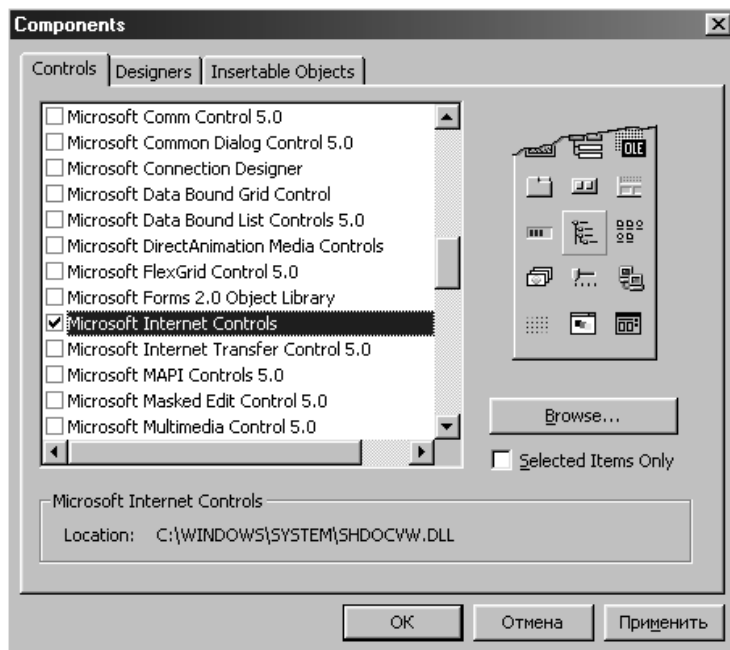 Components
Controls Designers Insertable Objects
Microsoft Comm Control 5.0
Microsoft Common Dialog Control 5.0
Microsoft Connection Designer
Microsoft Data Bound Grid Control
Microsoft Data Bound List Controls 5.0
Microsoft DirectAnimation Media Controls
Microsoft FlexGrid Control 5.0
Microsoft Forms 2.0 Object Library
Microsoft Internet Controls
Microsoft Internet Transfer Control 5.0
Microsoft MAPI Controls 5.0
Microsoft Masked Edit Control 5.0
Microsoft Multimedia Control 5.0
OLE
Browse...
Selected Items Only
Microsoft Internet Controls
Location: C:\WINDOWS\SYSTEM\SHDOCVW.DLL
OK Отмена Применить